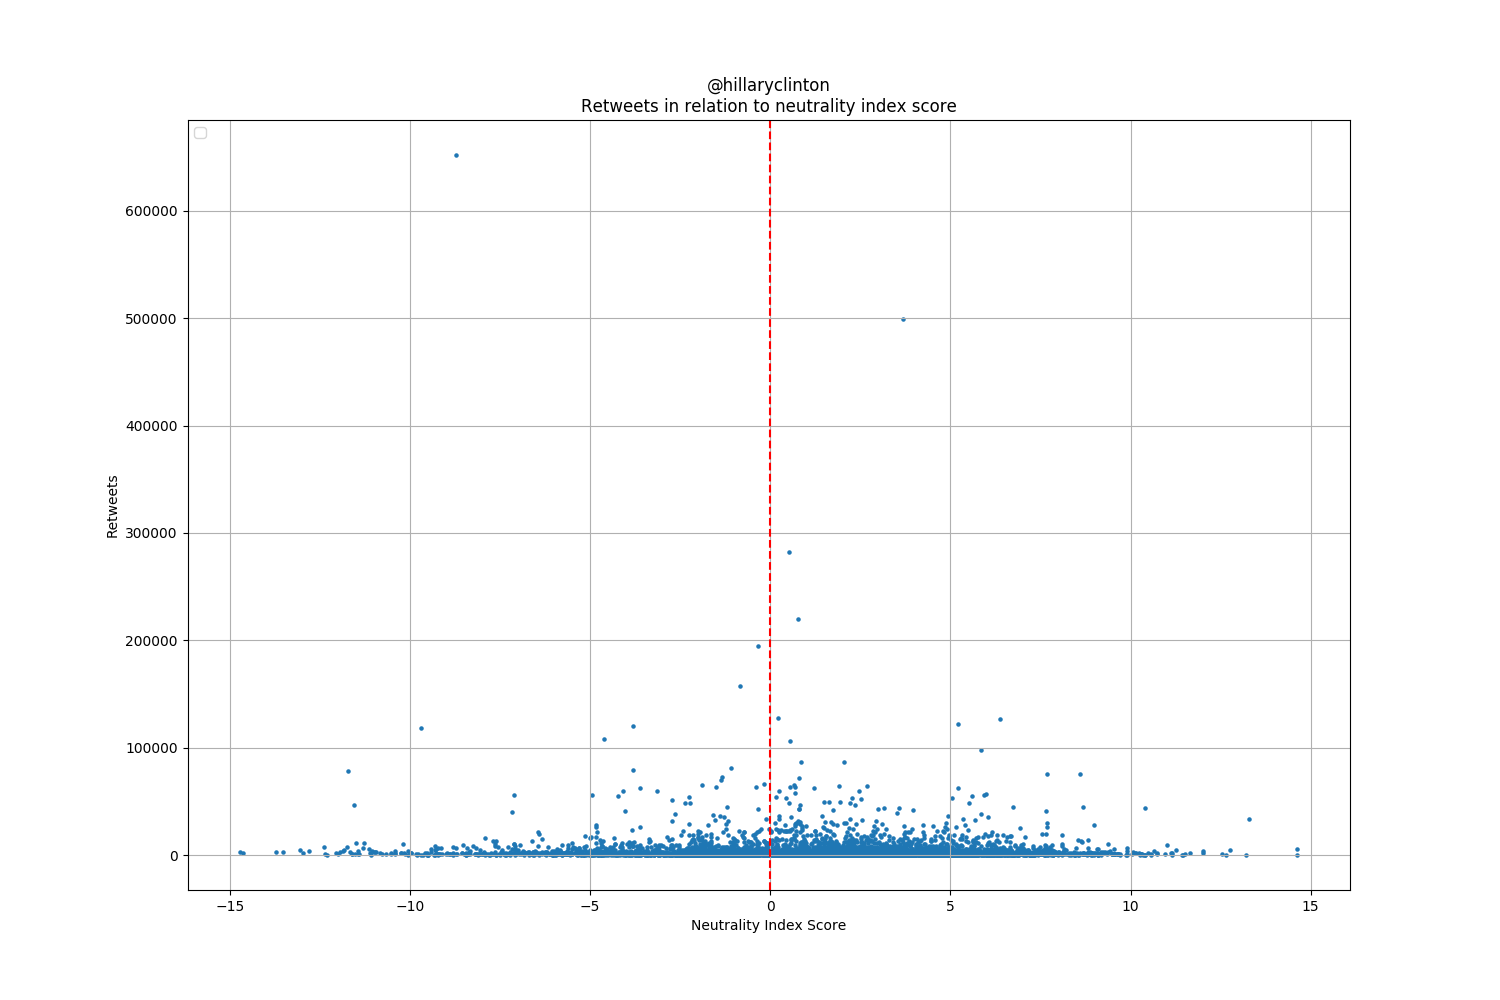 @hillaryclinton
Retweets in relation to neutrality index score
600000
500000
400000
300000
200000
100000
0
Retweets
−15 −10 −5 0 5 10 15
Neutrality Index Score